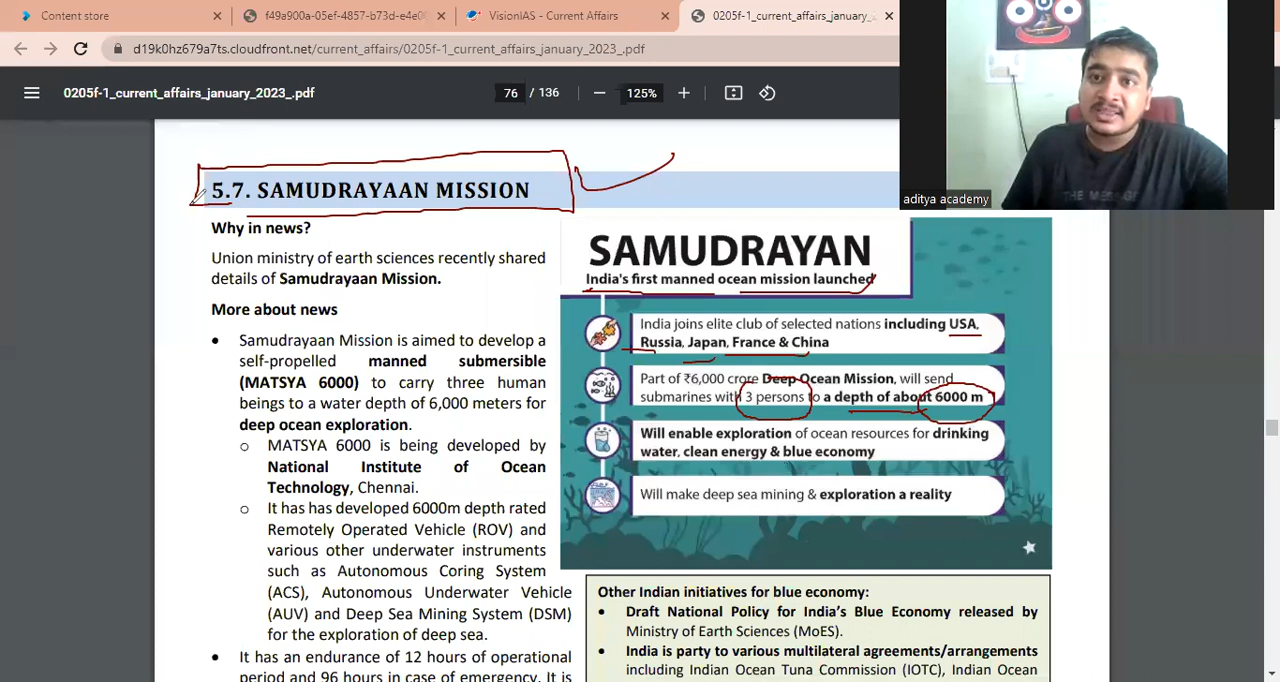 Content store
f49a900a-05ef-4857-b73d-e4e0
VisionIAS - Current Affairs
0205f-1_current_affairs_january_
d19k0hz679a7ts.cloudfront.net/current_affairs/0205f-1_current_affairs_january_2023_.pdf
0205f-1_current_affairs_january_2023_.pdf
76 / 136
125%
THE MESSAGE
aditya academy
5.7. SAMUDRAYAAN MISSION
Why in news?
Union ministry of earth sciences recently shared
details of Samudrayaan Mission.
More about news
• Samudrayaan Mission is aimed to develop a
self-propelled manned submersible
(MATSYA 6000) to carry three human
beings to a water depth of 6,000 meters for
deep ocean exploration.
o MATSYA 6000 is being developed by
National Institute of Ocean
Technology, Chennai.
o It has has developed 6000m depth rated
Remotely Operated Vehicle (ROV) and
various other underwater instruments
such as Autonomous Coring System
(ACS), Autonomous Underwater Vehicle
(AUV) and Deep Sea Mining System (DSM)
for the exploration of deep sea.
• It has an endurance of 12 hours of operational
period and 96 hours in case of emergency. It is
SAMUDRAYAN
India's first manned ocean mission launched
India joins elite club of selected nations including USA,
Russia, Japan, France & China
Part of ₹6,000 crore Deep Ocean Mission, will send
submarines with 3 persons to a depth of about 6000 m
Will enable exploration of ocean resources for drinking
water, clean energy & blue economy
Will make deep sea mining & exploration a reality
Other Indian initiatives for blue economy:
• Draft National Policy for India's Blue Economy released by
Ministry of Earth Sciences (MoES).
• India is party to various multilateral agreements/arrangements
including Indian Ocean Tuna Commission (IOTC), Indian Ocean